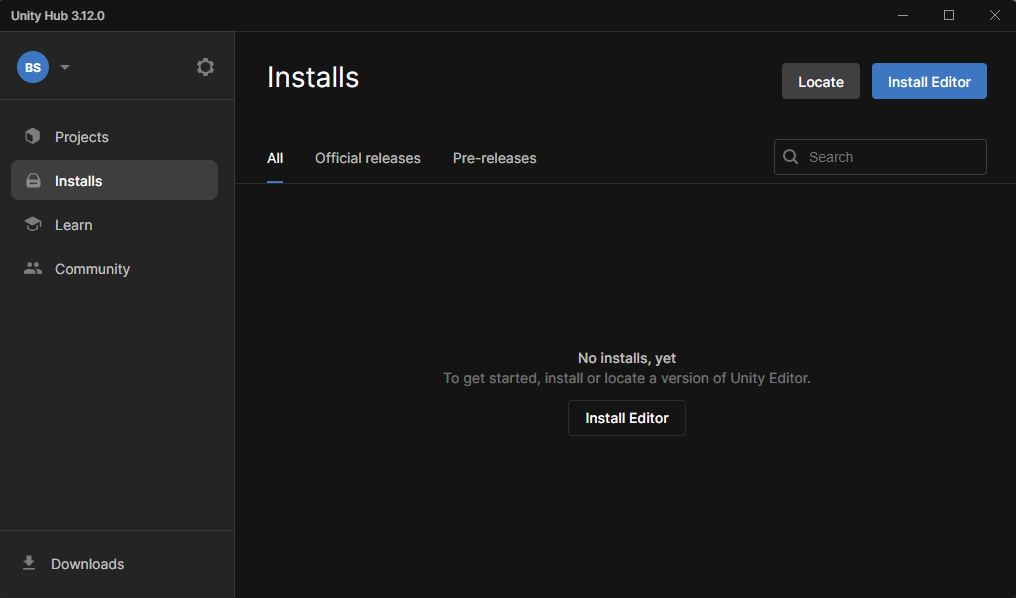 Unity Hub 3.12.0
BS
Projects
Installs
Learn
Community
Downloads
Installs
Locate
Install Editor
All
Official releases
Pre-releases
Search
No installs, yet
To get started, install or locate a version of Unity Editor.
Install Editor